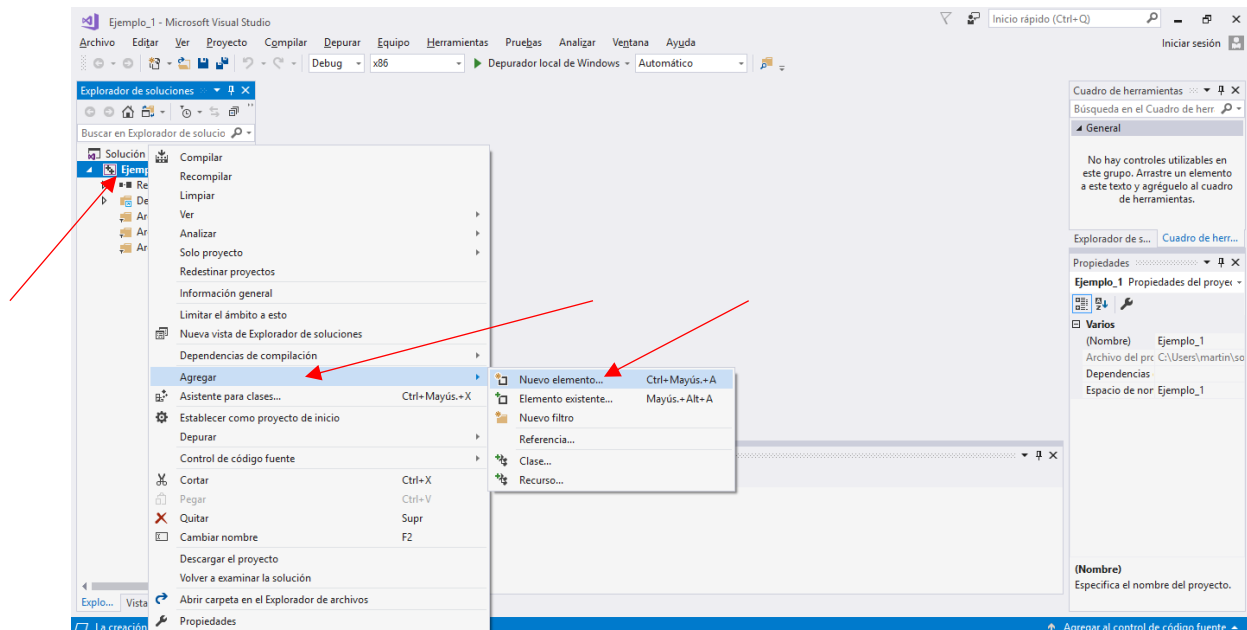 Ejemplo_1 - Microsoft Visual Studio
Inicio rápido (Ctrl+Q)
Archivo Editar Ver Proyecto Compilar Depurar Equipo Herramientas Pruebas Analizar Ventana Ayuda
Iniciar sesión
Debug x86 Depurador local de Windows Automático
Explorador de soluciones
Buscar en Explorador de solucio
Solución
Ejemp
Re
De
Ar
Ar
Ar
Compilar
Recompilar
Limpiar
Ver
Analizar
Solo proyecto
Redestinar proyectos
Información general
Limitar el ámbito a esto
Nueva vista de Explorador de soluciones
Dependencias de compilación
Agregar
Asistente para clases... Ctrl+Mayús.+X
Establecer como proyecto de inicio
Depurar
Control de código fuente
Cortar Ctrl+X
Pegar Ctrl+V
Quitar Supr
Cambiar nombre F2
Descargar el proyecto
Volver a examinar la solución
Abrir carpeta en el Explorador de archivos
Propiedades
Nuevo elemento... Ctrl+Mayús.+A
Elemento existente... Mayús.+Alt+A
Nuevo filtro
Referencia...
Clase...
Recurso...
Cuadro de herramientas
Búsqueda en el Cuadro de herr
General
No hay controles utilizables en
este grupo. Arrastre un elemento
a este texto y agréguelo al cuadro
de herramientas.
Explorador de s... Cuadro de herr...
Propiedades
Ejemplo_1 Propiedades del proyec
Varios
(Nombre) Ejemplo_1
Archivo del prc C:\Users\martin\so
Dependencias
Espacio de nor Ejemplo_1
(Nombre)
Especifica el nombre del proyecto.
Explo... Vista
La creación
Agregar al control de código fuente